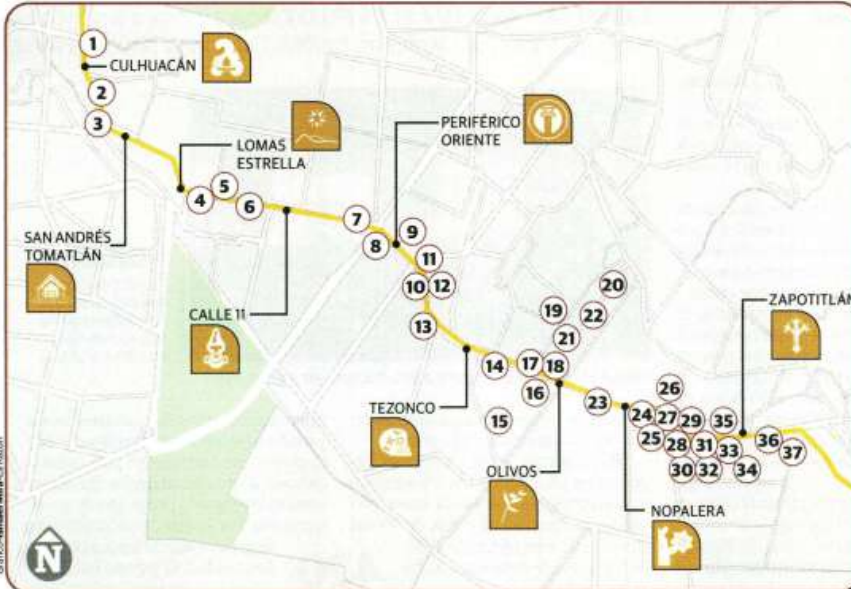 1
CULHUACÁN
2
3
LOMAS
ESTRELLA
PERIFÉRICO
ORIENTE
4
5
6
7
8
9
SAN ANDRÉS
TOMATLÁN
11
10
12
20
19
22
ZAPOTITLÁN
CALLE 11
13
21
14
17
18
16
26
23
24
27
29
35
TEZONCO
15
25
28
31
33
36
37
30
32
34
OLIVOS
NOPALERA
N